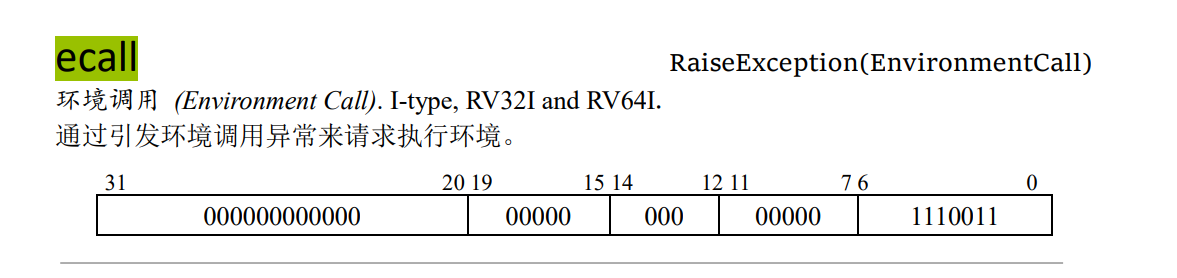 ecall RaiseException(EnvironmentCall)
环境调用 (Environment Call). I-type, RV32I and RV64I.
通过引发环境调用异常来请求执行环境。
31 20 19 15 14 12 11 7 6 0
000000000000 00000 000 00000 1110011